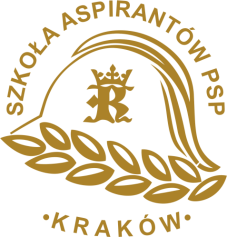 SZKOŁA ASPIRANTÓW PSP
K
•KRAKÓW•